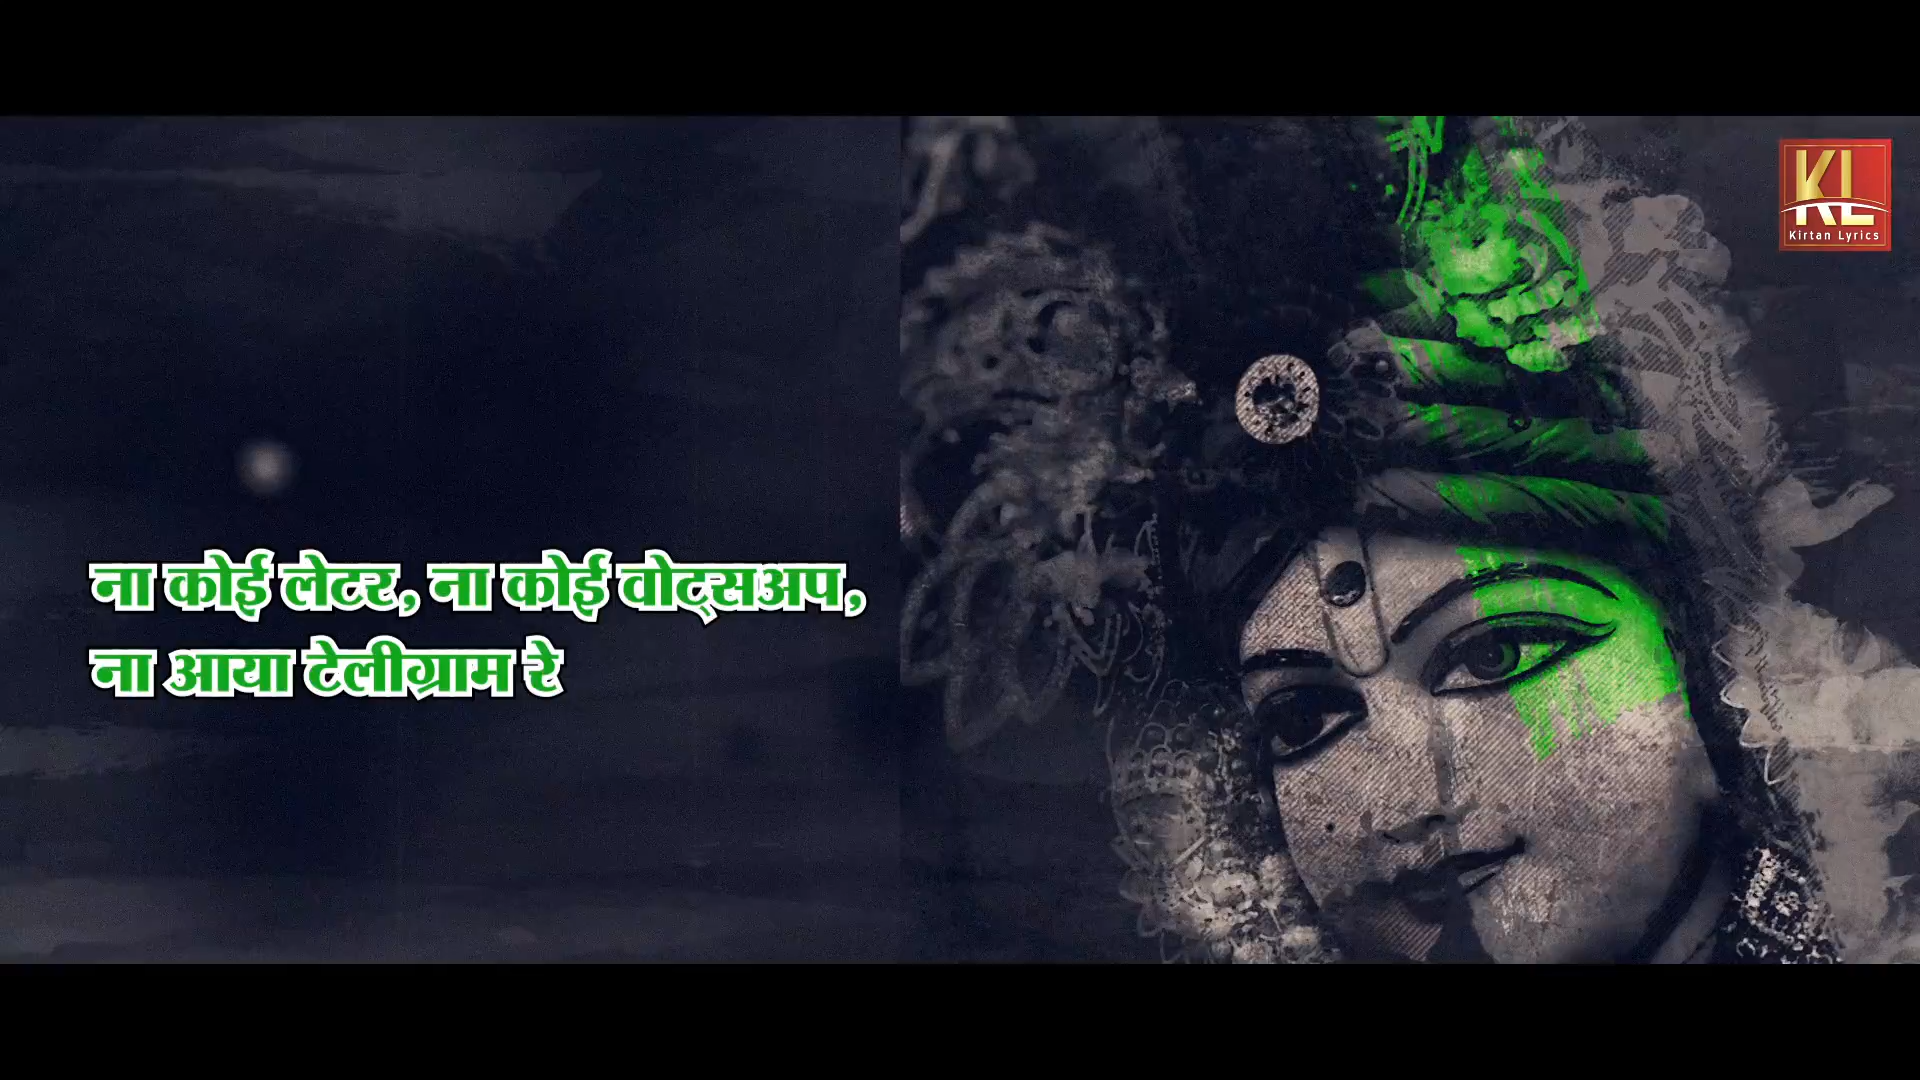 KL
Kirtan Lyrics
ना कोई लेटर, ना कोई वोट्सअप,
ना आया टेलीग्राम रे